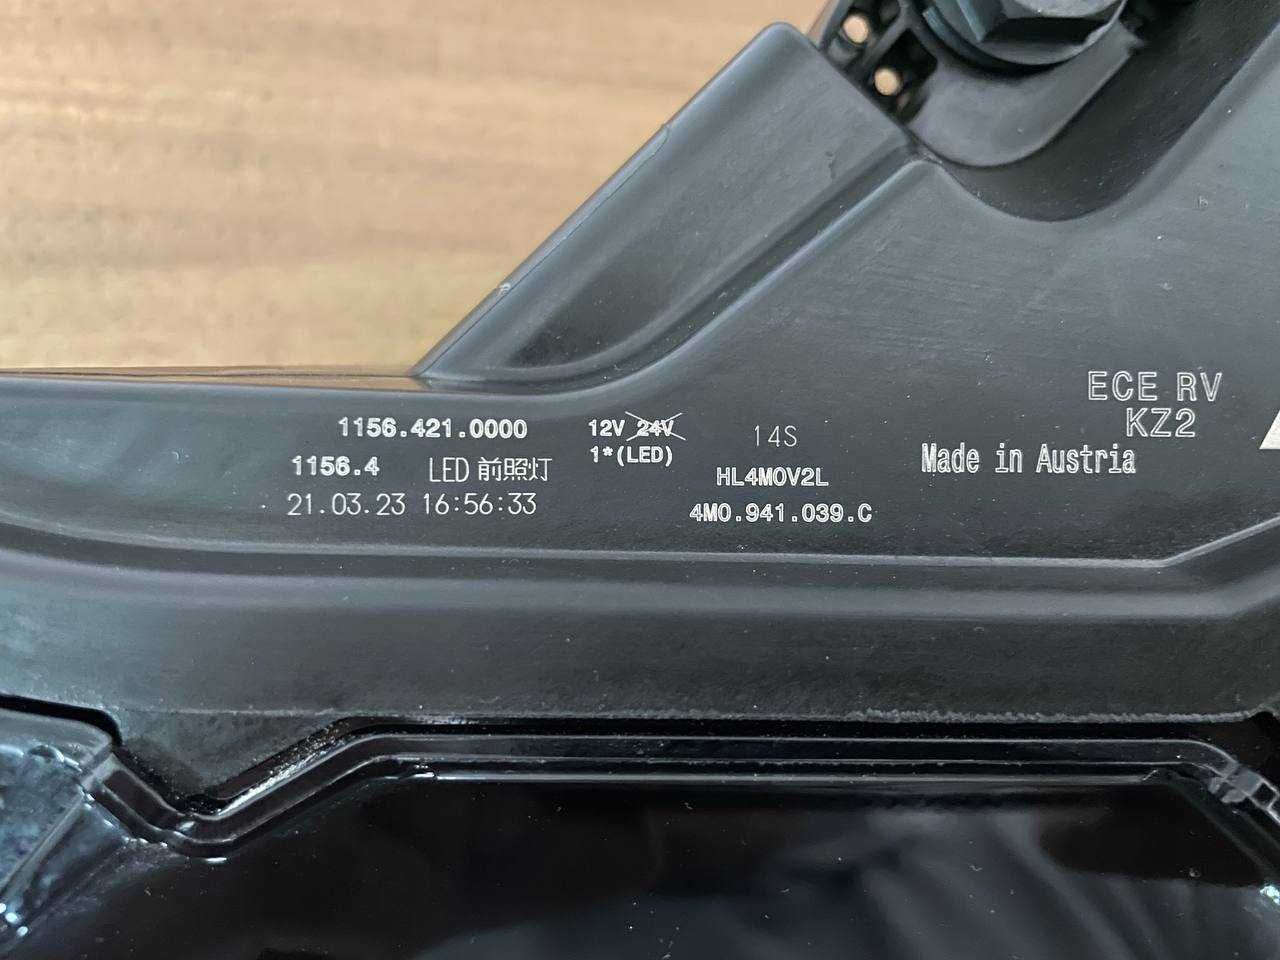 1156.421.0000
1156.4 LED 前照灯
21.03.23 16:56:33
12V 24V
1*(LED)
14S
HL4M0V2L
4M0.941.039.C
ECE RV
KZ2
Made in Austria